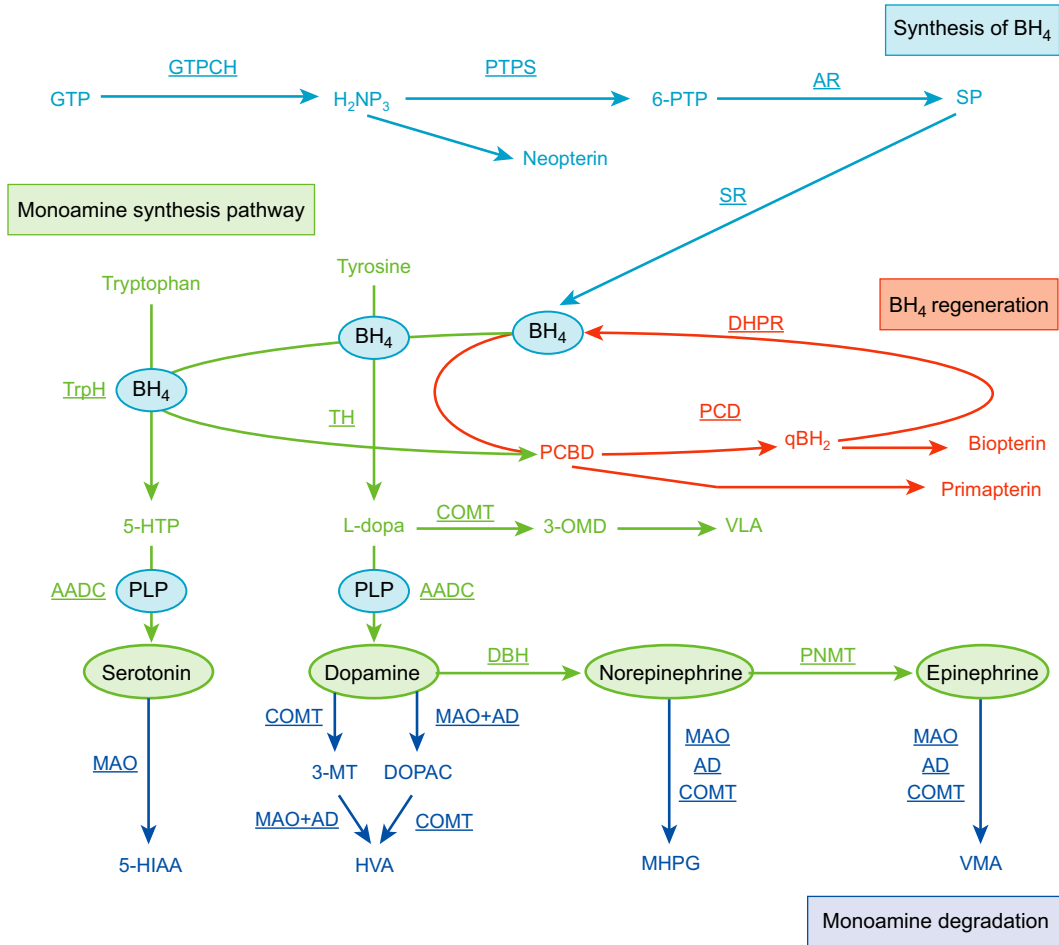 Synthesis of BH4
GTPCH
PTPS
AR
GTP
H2NP3
6-PTP
SP
Neopterin
Monoamine synthesis pathway
SR
Tryptophan
Tyrosine
BH4 regeneration
BH4
BH4
DHPR
TrpH
BH4
TH
PCD
PCBD
qBH2
Biopterin
Primapterin
5-HTP
L-dopa
COMT
3-OMD
VLA
AADC
PLP
PLP
AADC
Serotonin
Dopamine
DBH
Norepinephrine
PNMT
Epinephrine
COMT
MAO+AD
MAO
MAO
AD
COMT
MAO
AD
COMT
3-MT
DOPAC
MAO+AD
COMT
5-HIAA
HVA
MHPG
VMA
Monoamine degradation